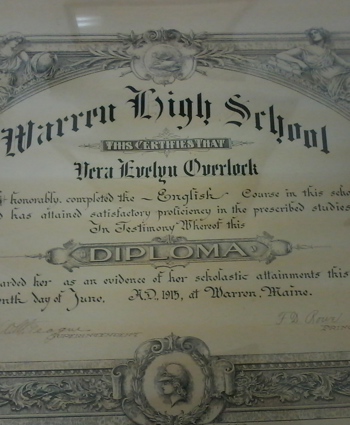 Warren High School
THIS CERTIFIES THAT
Vera Evelyn Overlock
honorably completed the English Course in this
has attained satisfactory proficiency in the prescribed studies
In Testimony Whereof this
DIPLOMA
her as an evidence of her scholastic attainments this
day of June, A.D., 1915, at Warren, Maine.
SUPERINTENDENT
F. D. Rowe